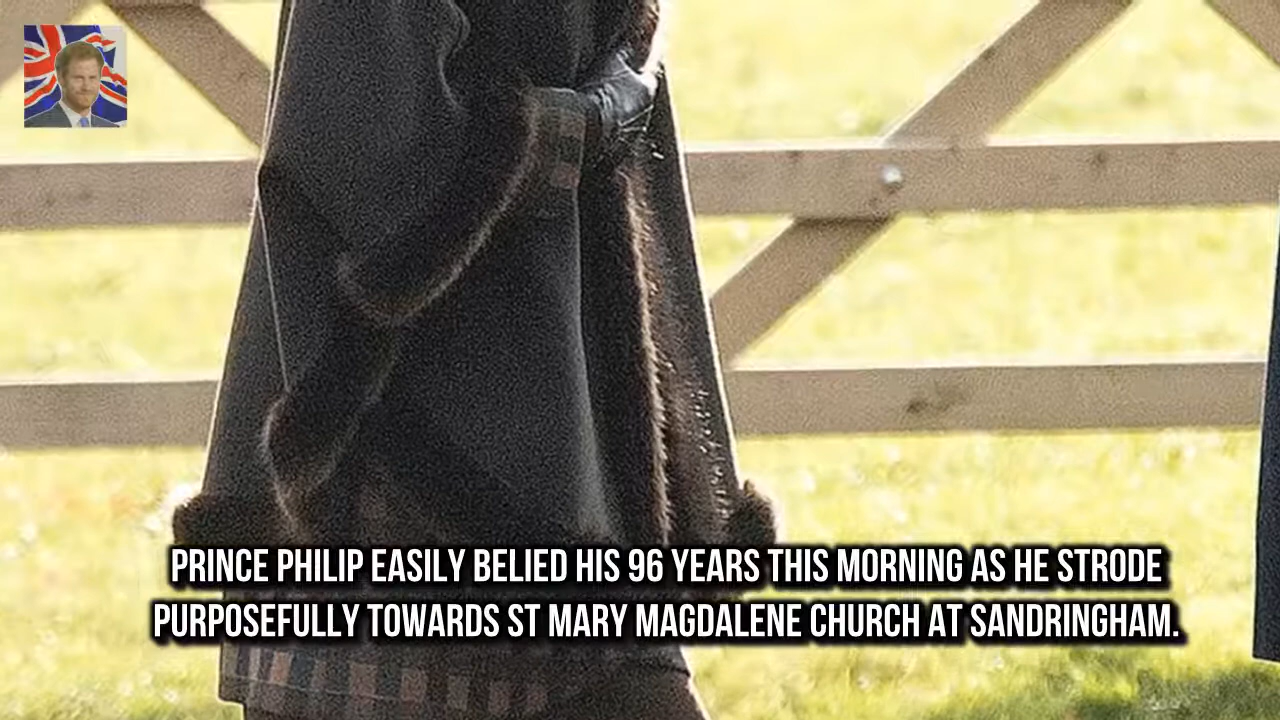 PRINCE PHILIP EASILY BELIED HIS 96 YEARS THIS MORNING AS HE STRODE
PURPOSEFULLY TOWARDS ST MARY MAGDALENE CHURCH AT SANDRINGHAM.